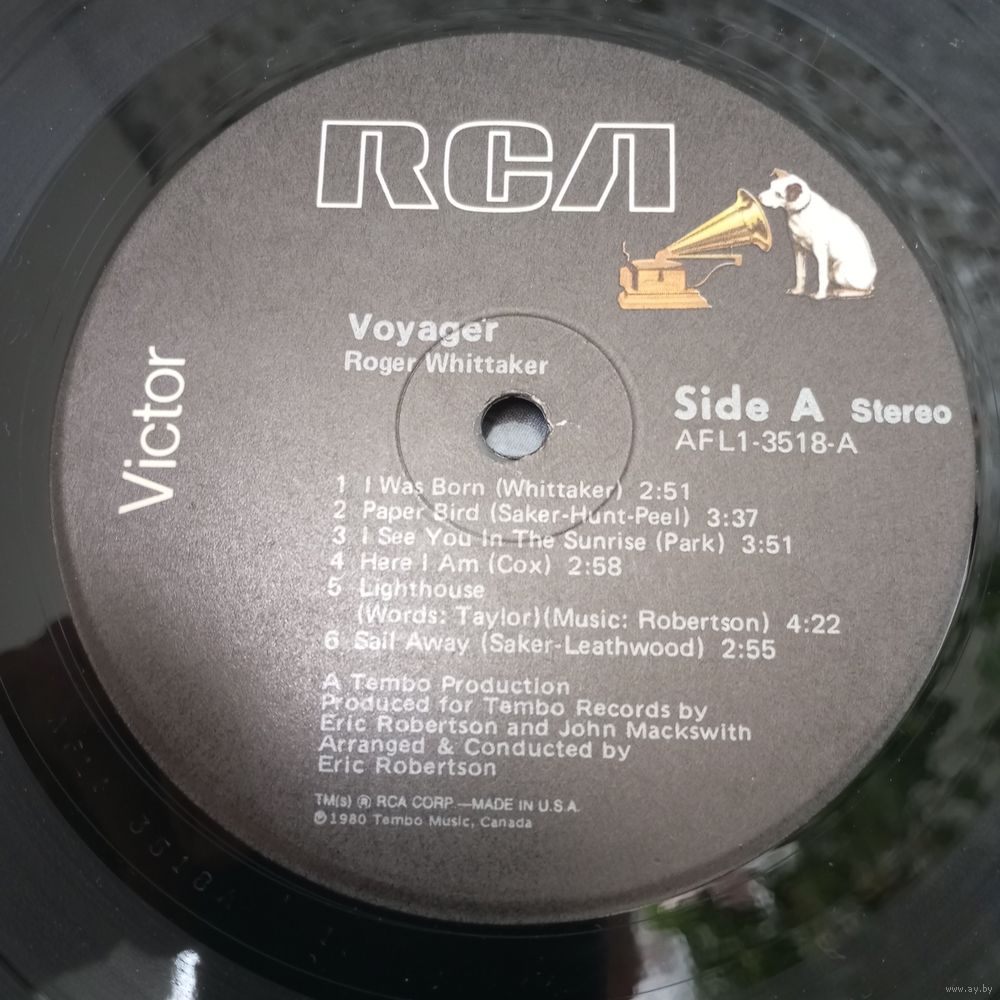 RCA
Victor
Voyager
Roger Whittaker
Side A Stereo
AFL1-3518-A
1 I Was Born (Whittaker) 2:51
2 Paper Bird (Saker-Hunt-Peel) 3:37
3 I See You In The Sunrise (Park) 3:51
4 Here I Am (Cox) 2:58
5 Lighthouse
(Words: Taylor)(Music: Robertson) 4:22
6 Sail Away (Saker-Leathwood) 2:55
A Tembo Production
Produced for Tembo Records by
Eric Robertson and John Mackswith
Arranged & Conducted by
Eric Robertson
TM(s) ® RCA CORP.—MADE IN U.S.A.
℗1980 Tembo Music, Canada
3518A
www.ay.by